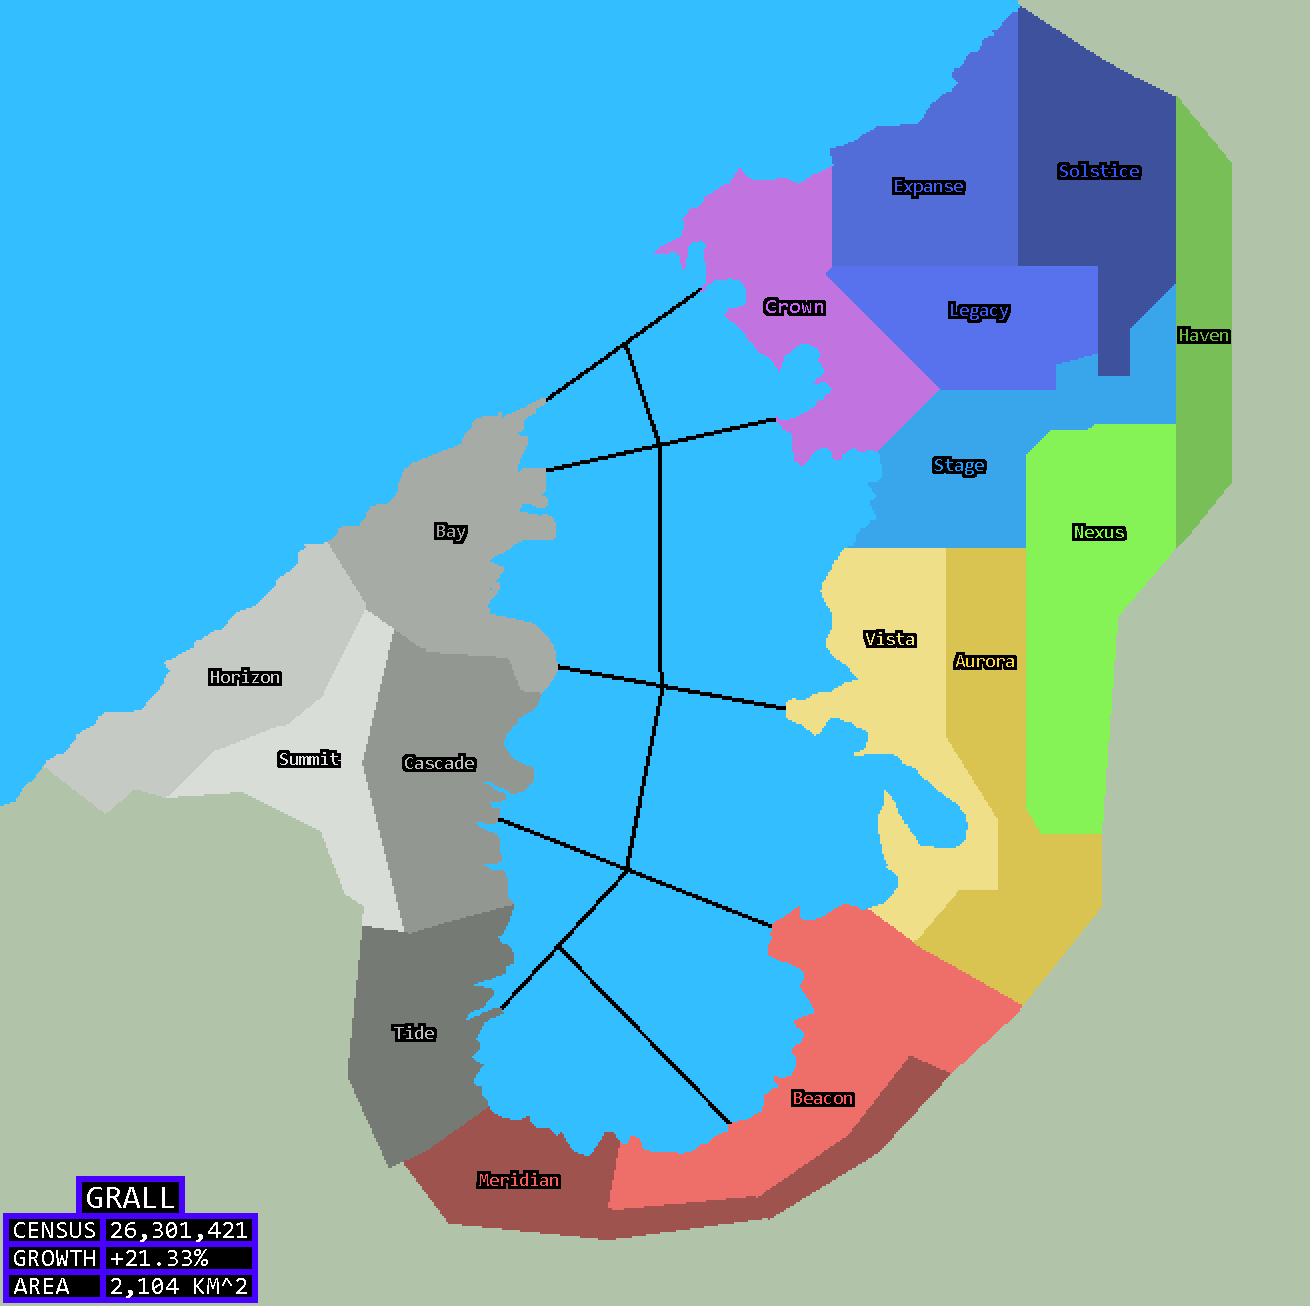 Solstice
Expanse
Crown
Legacy
Haven
Stage
Bay
Nexus
Vista
Aurora
Horizon
Summit
Cascade
Tide
Beacon
Meridian
GRALL
CENSUS 26,301,421
GROWTH +21.33%
AREA 2,104 KM^2